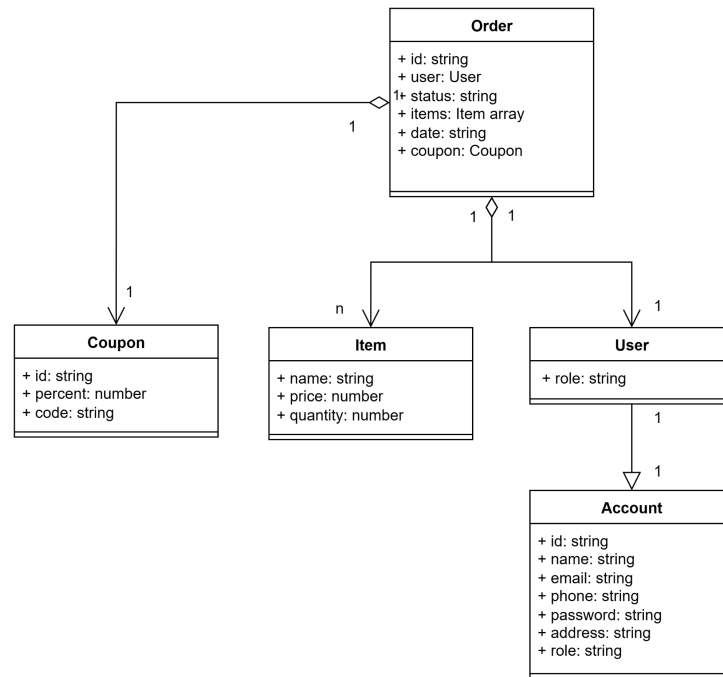 Order
+ id: string
+ user: User
1+ status: string
+ items: Item array
+ date: string
+ coupon: Coupon
1
1 1
1
n
1
Coupon
+ id: string
+ percent: number
+ code: string
Item
+ name: string
+ price: number
+ quantity: number
User
+ role: string
1
1
Account
+ id: string
+ name: string
+ email: string
+ phone: string
+ password: string
+ address: string
+ role: string